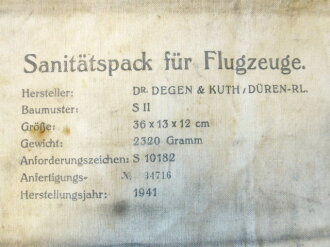 Sanitätspack für Flugzeuge.
Hersteller: DR. DEGEN & KUTH / DÜREN-RL.
Baumuster: S II
Größe: 36 x 13 x 12 cm
Gewicht: 2320 Gramm
Anforderungszeichen: S 10182
Anfertigungs- № 34716
Herstellungsjahr: 1941